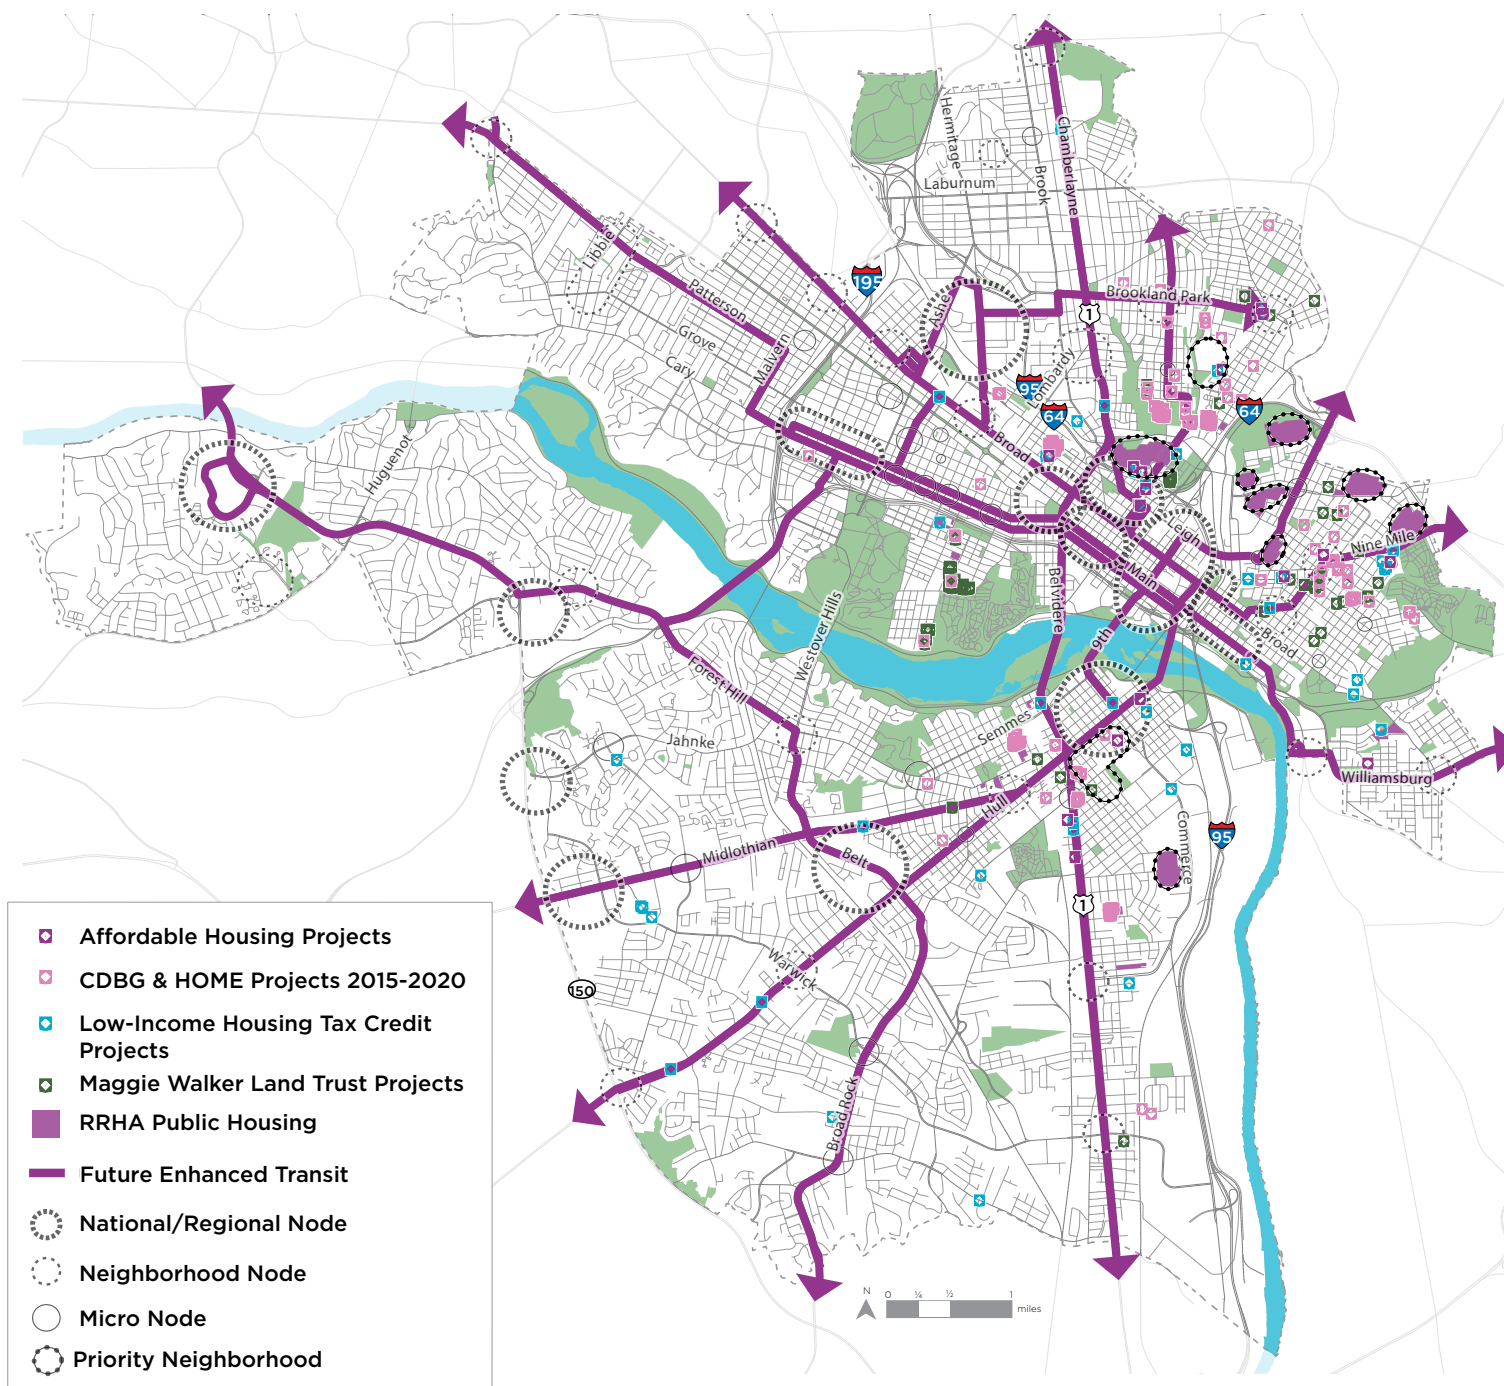 Hermitage
Laburnum
Brook
Chamberlayne
195
Libbie
Patterson
Grove
Cary
Malvern
Ashe
Brookland Park
1
95
64
64
Broad
Huguenot
Leigh
Nine Mile
Main
Belvidere
Westover Hills
9th
Broad
Forest Hill
Semmes
Jahnke
Williamsburg
Hull
Midlothian
Belt
Commerce
95
1
Warwick
150
Broad Rock
Affordable Housing Projects
CDBG & HOME Projects 2015-2020
Low-Income Housing Tax Credit
Projects
Maggie Walker Land Trust Projects
RRHA Public Housing
Future Enhanced Transit
National/Regional Node
Neighborhood Node
Micro Node
Priority Neighborhood
N
0 ¼ ½ 1
miles